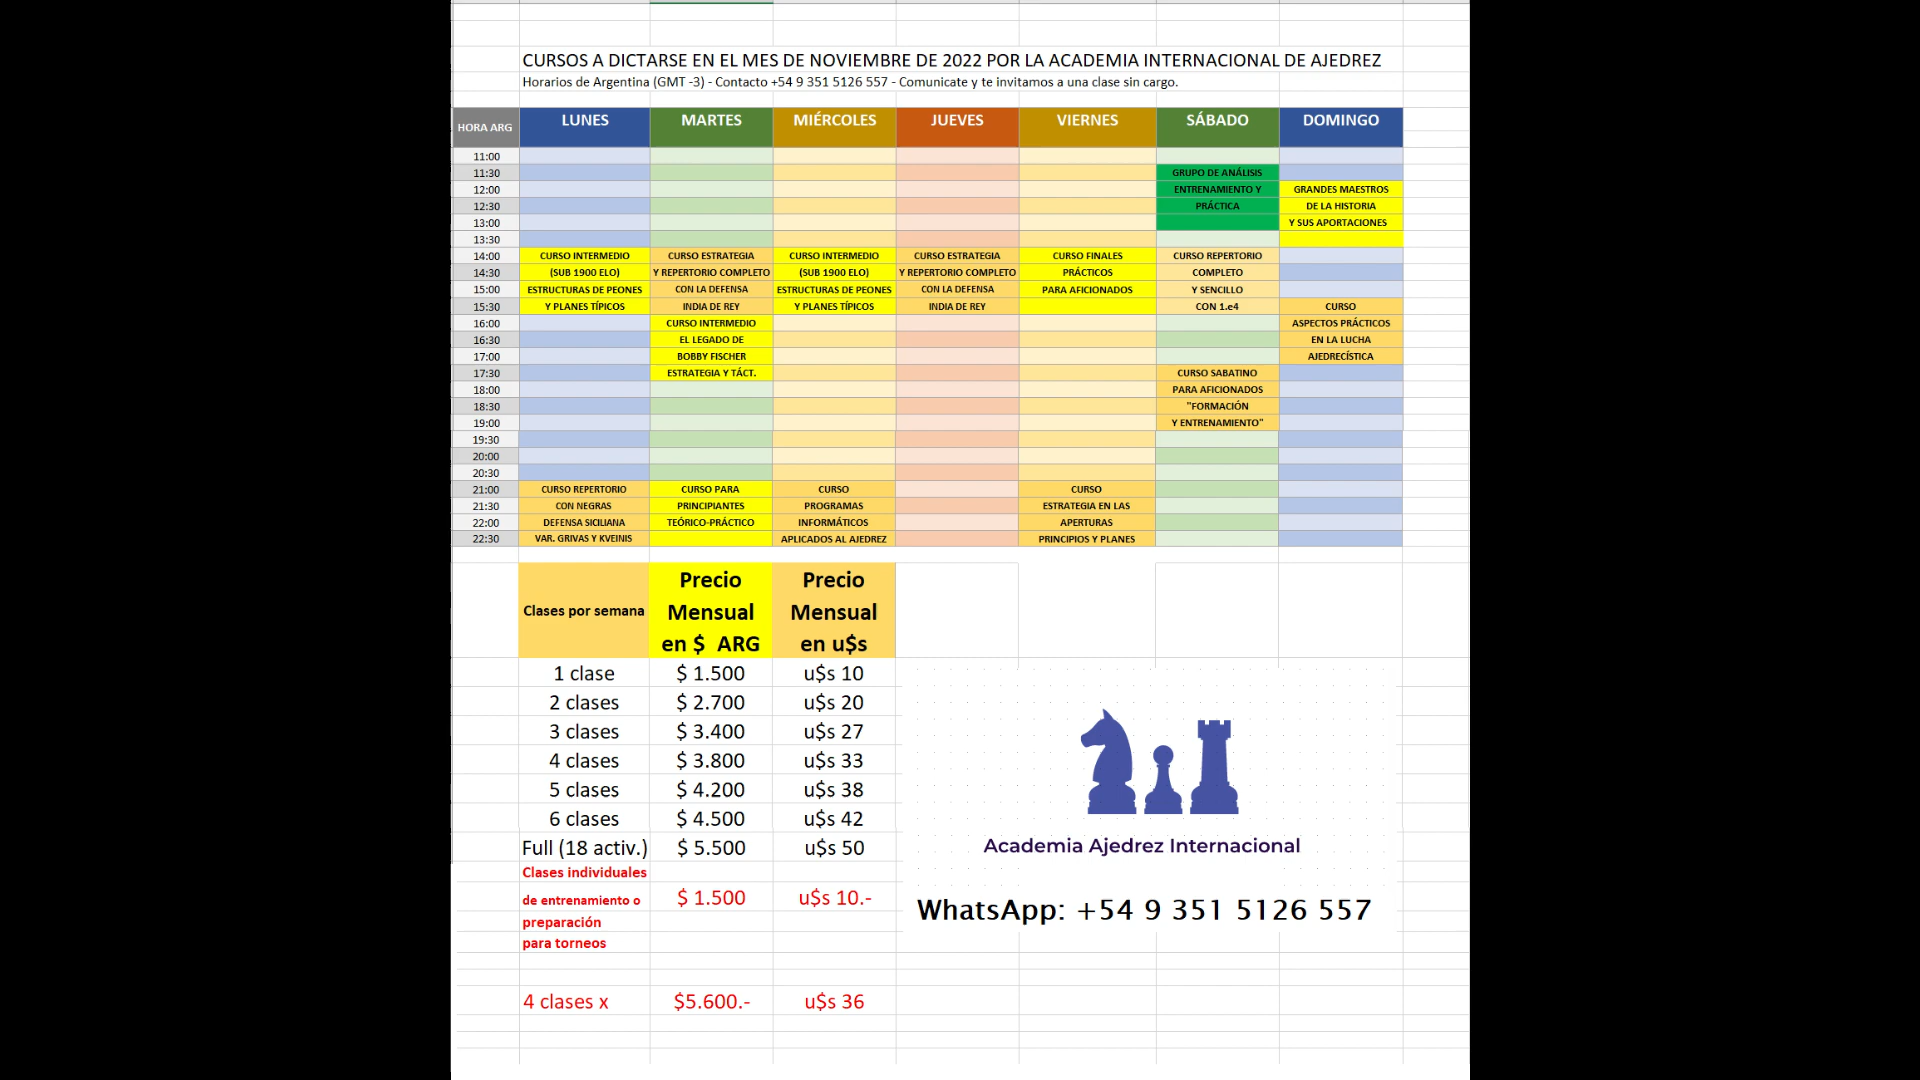 CURSOS A DICTARSE EN EL MES DE NOVIEMBRE DE 2022 POR LA ACADEMIA INTERNACIONAL DE AJEDREZ
Horarios de Argentina (GMT -3) - Contacto +54 9 351 5126 557 - Comunicate y te invitamos a una clase sin cargo.
HORA ARG LUNES MARTES MIÉRCOLES JUEVES VIERNES SÁBADO DOMINGO
11:00
11:30 GRUPO DE ANÁLISIS
12:00 ENTRENAMIENTO Y GRANDES MAESTROS
12:30 PRÁCTICA DE LA HISTORIA
13:00 Y SUS APORTACIONES
13:30
14:00 CURSO INTERMEDIO CURSO ESTRATEGIA CURSO INTERMEDIO CURSO ESTRATEGIA CURSO FINALES CURSO REPERTORIO
14:30 (SUB 1900 ELO) Y REPERTORIO COMPLETO (SUB 1900 ELO) Y REPERTORIO COMPLETO PRÁCTICOS COMPLETO
15:00 ESTRUCTURAS DE PEONES CON LA DEFENSA ESTRUCTURAS DE PEONES CON LA DEFENSA PARA AFICIONADOS Y SENCILLO
15:30 Y PLANES TÍPICOS INDIA DE REY Y PLANES TÍPICOS INDIA DE REY CON 1.e4 CURSO
16:00 CURSO INTERMEDIO ASPECTOS PRÁCTICOS
16:30 EL LEGADO DE EN LA LUCHA
17:00 BOBBY FISCHER AJEDRECÍSTICA
17:30 ESTRATEGIA Y TÁCT. CURSO SABATINO
18:00 PARA AFICIONADOS
18:30 "FORMACIÓN
19:00 Y ENTRENAMIENTO"
19:30
20:00
20:30
21:00 CURSO REPERTORIO CURSO PARA CURSO CURSO
21:30 CON NEGRAS PRINCIPIANTES PROGRAMAS ESTRATEGIA EN LAS
22:00 DEFENSA SICILIANA TEÓRICO-PRÁCTICO INFORMÁTICOS APERTURAS
22:30 VAR. GRIVAS Y KVEINIS APLICADOS AL AJEDREZ PRINCIPIOS Y PLANES
Clases por semana
Precio
Mensual
en $ ARG
Precio
Mensual
en u$s
1 clase $ 1.500 u$s 10
2 clases $ 2.700 u$s 20
3 clases $ 3.400 u$s 27
4 clases $ 3.800 u$s 33
5 clases $ 4.200 u$s 38
6 clases $ 4.500 u$s 42
Full (18 activ.) $ 5.500 u$s 50
Clases individuales
de entrenamiento o $ 1.500 u$s 10.-
preparación
para torneos
4 clases x $5.600.- u$s 36
Academia Ajedrez Internacional
WhatsApp: +54 9 351 5126 557